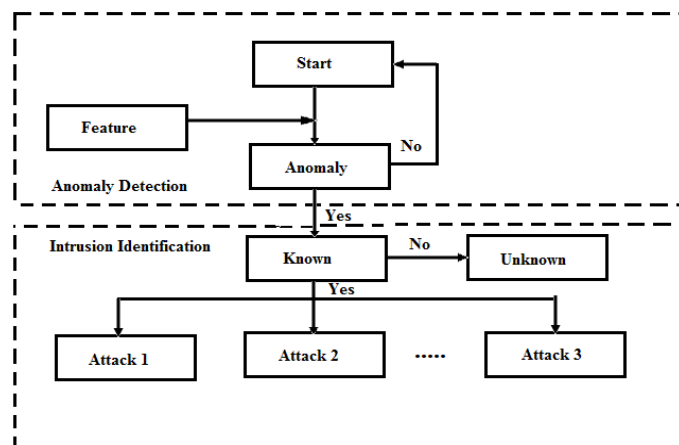 Start
Feature
No
Anomaly
Anomaly Detection
Yes
Intrusion Identification
Known
No
Unknown
Yes
Attack 1
Attack 2
.....
Attack 3